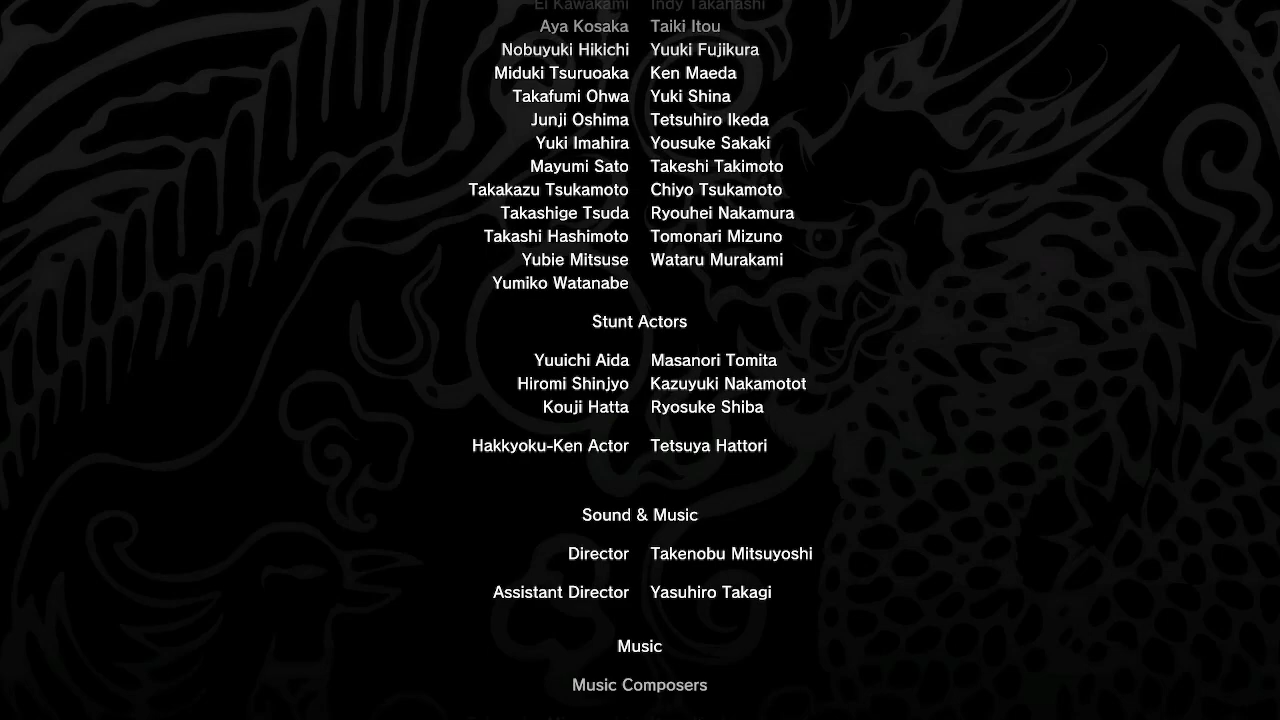 Ei Kawakami Indy Takahashi
Aya Kosaka Taiki Itou
Nobuyuki Hikichi Yuuki Fujikura
Miduki Tsuruoaka Ken Maeda
Takafumi Ohwa Yuki Shina
Junji Oshima Tetsuhiro Ikeda
Yuki Imahira Yousuke Sakaki
Mayumi Sato Takeshi Takimoto
Takakazu Tsukamoto Chiyo Tsukamoto
Takashige Tsuda Ryouhei Nakamura
Takashi Hashimoto Tomonari Mizuno
Yubie Mitsuse Wataru Murakami
Yumiko Watanabe
Stunt Actors
Yuuichi Aida Masanori Tomita
Hiromi Shinjyo Kazuyuki Nakamotot
Kouji Hatta Ryosuke Shiba
Hakkyoku-Ken Actor Tetsuya Hattori
Sound & Music
Director Takenobu Mitsuyoshi
Assistant Director Yasuhiro Takagi
Music
Music Composers